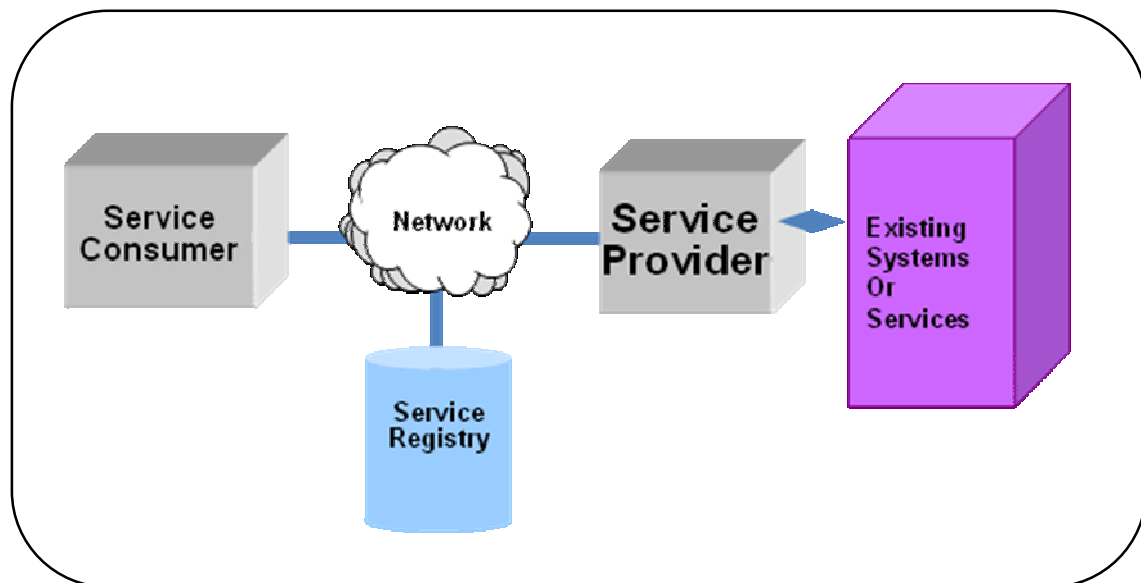 Service
Consumer
Network
Service
Provider
Existing
Systems
Or
Services
Service
Registry